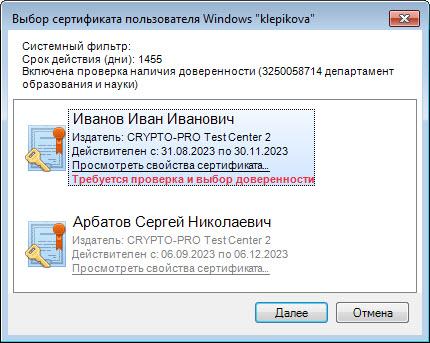 Выбор сертификата пользователя Windows "klepikova"
Системный фильтр:
Срок действия (дни): 1455
Включена проверка наличия доверенности (3250058714 департамент
образования и науки)
Иванов Иван Иванович
Издатель: CRYPTO-PRO Test Center 2
Действителен с: 31.08.2023 по 30.11.2023
Просмотреть свойства сертификата...
Требуется проверка и выбор доверенности
Арбатов Сергей Николаевич
Издатель: CRYPTO-PRO Test Center 2
Действителен с: 06.09.2023 по 06.12.2023
Просмотреть свойства сертификата...
Далее
Отмена